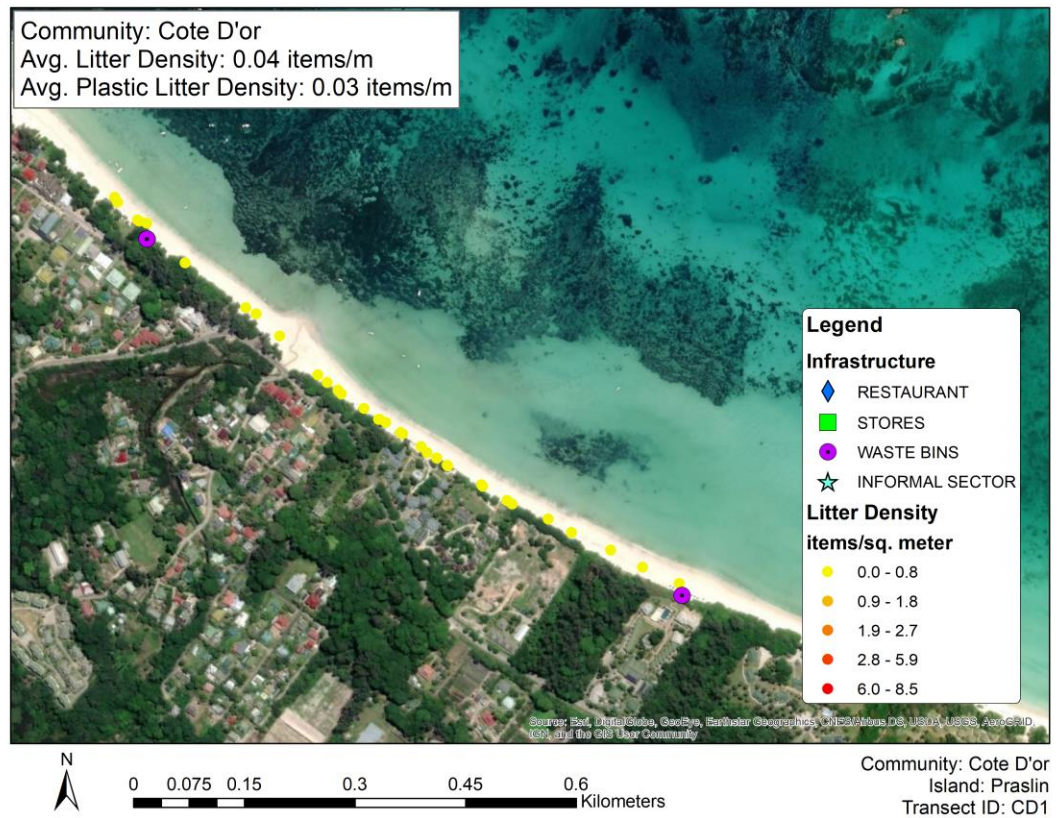 Community: Cote D'or
Avg. Litter Density: 0.04 items/m
Avg. Plastic Litter Density: 0.03 items/m
Legend
Infrastructure
RESTAURANT
STORES
WASTE BINS
INFORMAL SECTOR
Litter Density
items/sq. meter
0.0 - 0.8
0.9 - 1.8
1.9 - 2.7
2.8 - 5.9
6.0 - 8.5
Source: Esri, DigitalGlobe, GeoEye, Earthstar Geographics, CNES/Airbus DS, USDA, USGS, AeroGRID,
IGN, and the GIS User Community
N
0 0.075 0.15 0.3 0.45 0.6
Kilometers
Community: Cote D'or
Island: Praslin
Transect ID: CD1